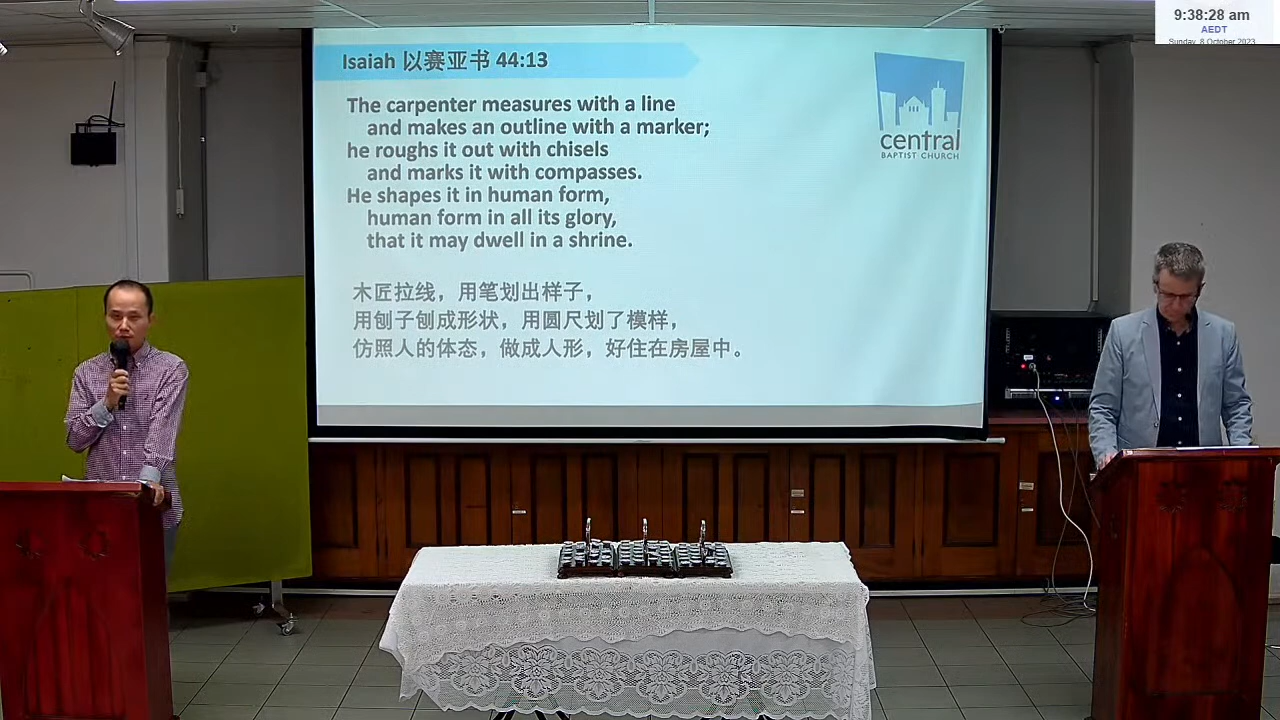 9:38:28 am
AEDT
Sunday, 8 October 2023
Isaiah 以赛亚书 44:13
The carpenter measures with a line
and makes an outline with a marker;
he roughs it out with chisels
and marks it with compasses.
He shapes it in human form,
human form in all its glory,
that it may dwell in a shrine.
木匠拉线，用笔划出样子，
用刨子刨成形状，用圆尺划了模样，
仿照人的体态，做成人形，好住在房屋中。
central
BAPTIST CHURCH